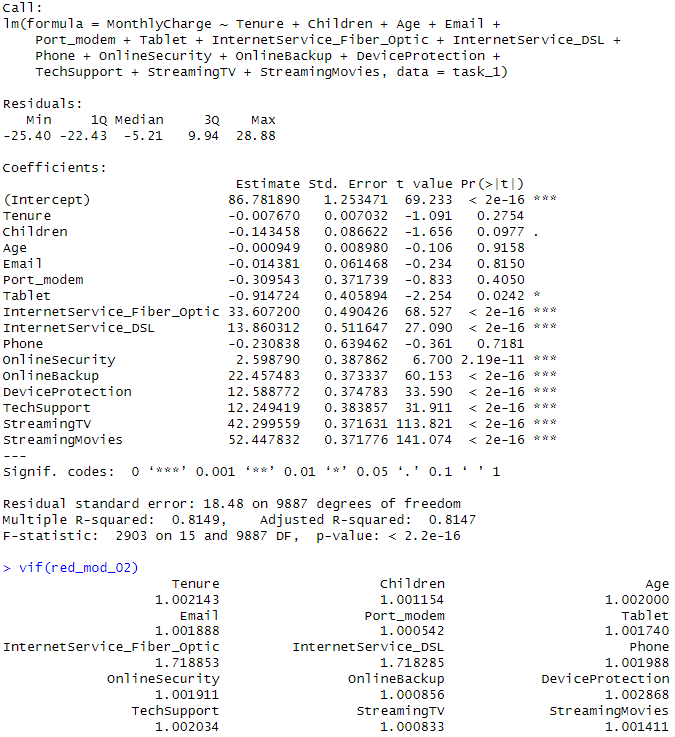 Call:
lm(formula = MonthlyCharge ~ Tenure + Children + Age + Email +
    Port_modem + Tablet + InternetService_Fiber_Optic + InternetService_DSL +
    Phone + OnlineSecurity + OnlineBackup + DeviceProtection +
    TechSupport + StreamingTV + StreamingMovies, data = task_1)

Residuals:
   Min     1Q Median     3Q    Max
-25.40 -22.43  -5.21   9.94  28.88

Coefficients:
                             Estimate Std. Error t value Pr(>|t|)
(Intercept)                 86.781890   1.253471  69.233  < 2e-16 ***
Tenure                      -0.007670   0.007032  -1.091   0.2754
Children                    -0.143458   0.086622  -1.656   0.0977 .
Age                         -0.000949   0.008980  -0.106   0.9158
Email                       -0.014381   0.061468  -0.234   0.8150
Port_modem                  -0.309543   0.371739  -0.833   0.4050
Tablet                      -0.914724   0.405894  -2.254   0.0242 *
InternetService_Fiber_Optic 33.607200   0.490426  68.527  < 2e-16 ***
InternetService_DSL         13.860312   0.511647  27.090  < 2e-16 ***
Phone                       -0.230838   0.639462  -0.361   0.7181
OnlineSecurity               2.598790   0.387862   6.700 2.19e-11 ***
OnlineBackup                22.457483   0.373337  60.153  < 2e-16 ***
DeviceProtection            12.588772   0.374783  33.590  < 2e-16 ***
TechSupport                 12.249419   0.383857  31.911  < 2e-16 ***
StreamingTV                 42.299559   0.371631 113.821  < 2e-16 ***
StreamingMovies             52.447832   0.371776 141.074  < 2e-16 ***
---
Signif. codes:  0 ‘***’ 0.001 ‘**’ 0.01 ‘*’ 0.05 ‘.’ 0.1 ‘ ’ 1

Residual standard error: 18.48 on 9887 degrees of freedom
Multiple R-squared:  0.8149,    Adjusted R-squared:  0.8147
F-statistic:  2903 on 15 and 9887 DF,  p-value: < 2.2e-16

> vif(red_mod_02)
                     Tenure                    Children                         Age
                   1.002143                    1.001154                    1.002000
                      Email                  Port_modem                      Tablet
                   1.001888                    1.000542                    1.001740
InternetService_Fiber_Optic         InternetService_DSL                       Phone
                   1.718853                    1.718285                    1.001988
             OnlineSecurity                OnlineBackup            DeviceProtection
                   1.001911                    1.000856                    1.002868
                TechSupport                 StreamingTV             StreamingMovies
                   1.002034                    1.000833                    1.001411